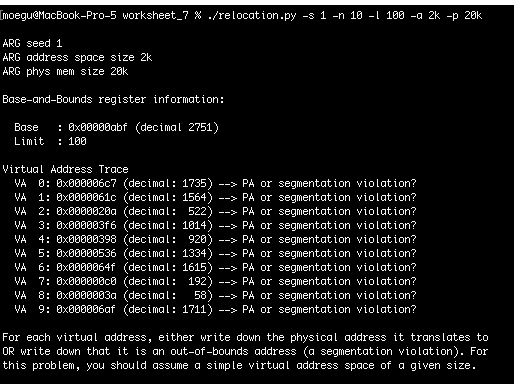 [moegu@MacBook-Pro-5 worksheet_7 % ./relocation.py -s 1 -n 10 -l 100 -a 2k -p 20k
ARG seed 1
ARG address space size 2k
ARG phys mem size 20k
Base-and-Bounds register information:
Base   : 0x00000abf (decimal 2751)
Limit  : 100
Virtual Address Trace
VA  0: 0x000006c7 (decimal: 1735) --> PA or segmentation violation?
VA  1: 0x0000061c (decimal: 1564) --> PA or segmentation violation?
VA  2: 0x0000020a (decimal:  522) --> PA or segmentation violation?
VA  3: 0x000003f6 (decimal: 1014) --> PA or segmentation violation?
VA  4: 0x00000398 (decimal:  920) --> PA or segmentation violation?
VA  5: 0x00000536 (decimal: 1334) --> PA or segmentation violation?
VA  6: 0x0000064f (decimal: 1615) --> PA or segmentation violation?
VA  7: 0x000000c0 (decimal:  192) --> PA or segmentation violation?
VA  8: 0x0000003a (decimal:   58) --> PA or segmentation violation?
VA  9: 0x000006af (decimal: 1711) --> PA or segmentation violation?
For each virtual address, either write down the physical address it translates to
OR write down that it is an out-of-bounds address (a segmentation violation). For
this problem, you should assume a simple virtual address space of a given size.